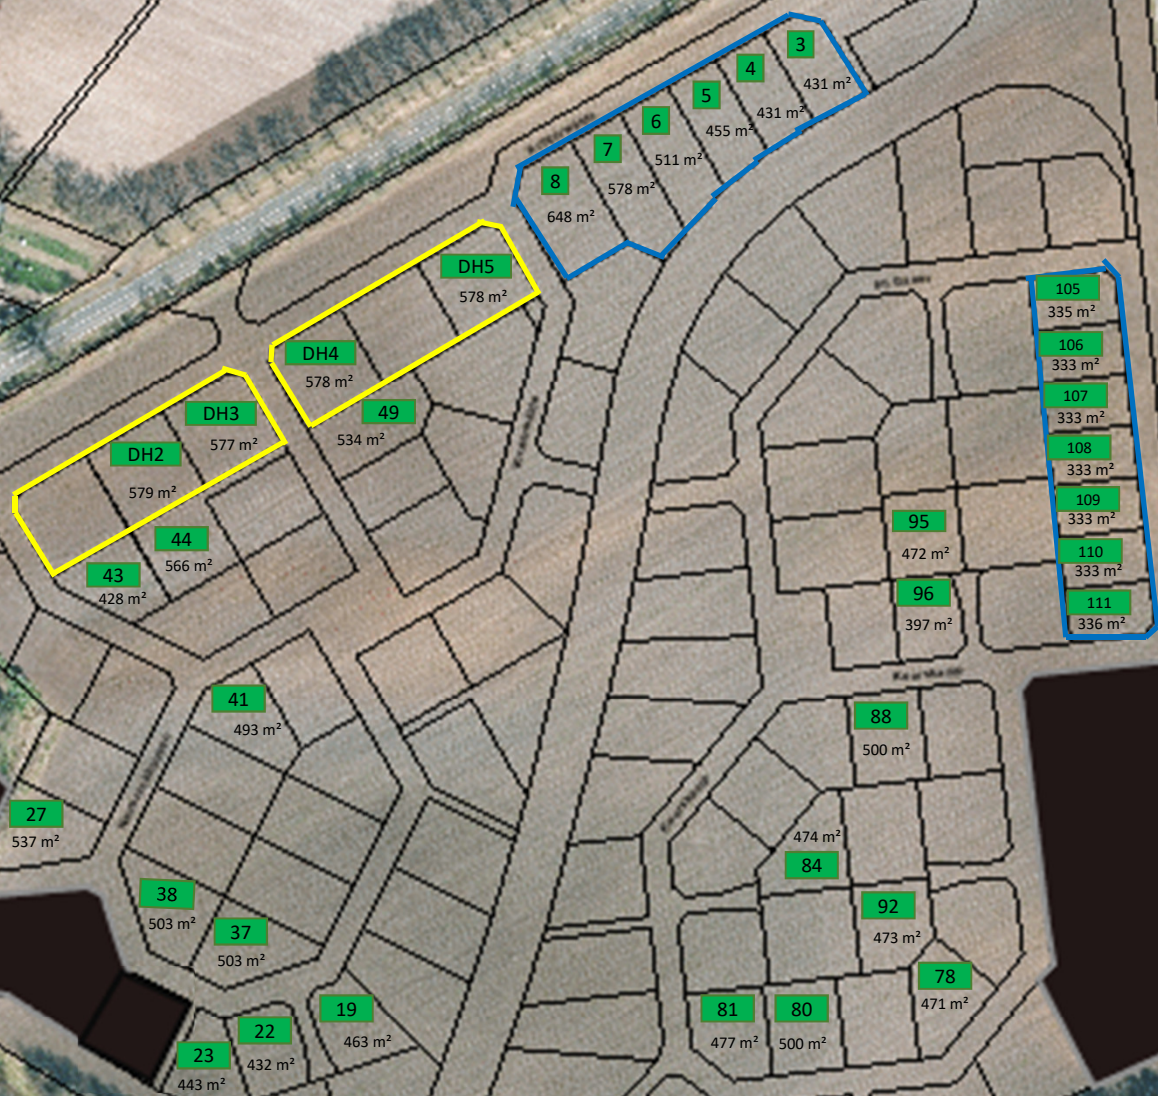 3
431 m²
4
431 m²
5
455 m²
6
511 m²
7
578 m²
8
648 m²
DH5
578 m²
DH4
578 m²
49
534 m²
DH3
577 m²
DH2
579 m²
44
566 m²
43
428 m²
105
335 m²
106
333 m²
107
333 m²
108
333 m²
109
333 m²
110
333 m²
111
336 m²
95
472 m²
96
397 m²
41
493 m²
88
500 m²
27
537 m²
474 m²
84
38
503 m²
37
503 m²
92
473 m²
78
471 m²
19
463 m²
22
432 m²
23
443 m²
81
477 m²
80
500 m²